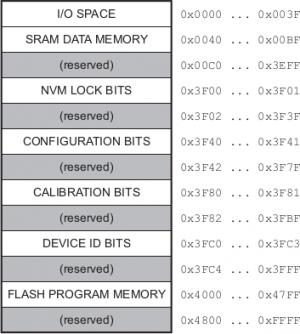 I/O SPACE 0x0000 ... 0x003F
SRAM DATA MEMORY 0x0040 ... 0x00BF
(reserved) 0x00C0 ... 0x3EFF
NVM LOCK BITS 0x3F00 ... 0x3F01
(reserved) 0x3F02 ... 0x3F3F
CONFIGURATION BITS 0x3F40 ... 0x3F41
(reserved) 0x3F42 ... 0x3F7F
CALIBRATION BITS 0x3F80 ... 0x3F81
(reserved) 0x3F82 ... 0x3FBF
DEVICE ID BITS 0x3FC0 ... 0x3FC3
(reserved) 0x3FC4 ... 0x3FFF
FLASH PROGRAM MEMORY 0x4000 ... 0x47FF
(reserved) 0x4800 ... 0xFFFF